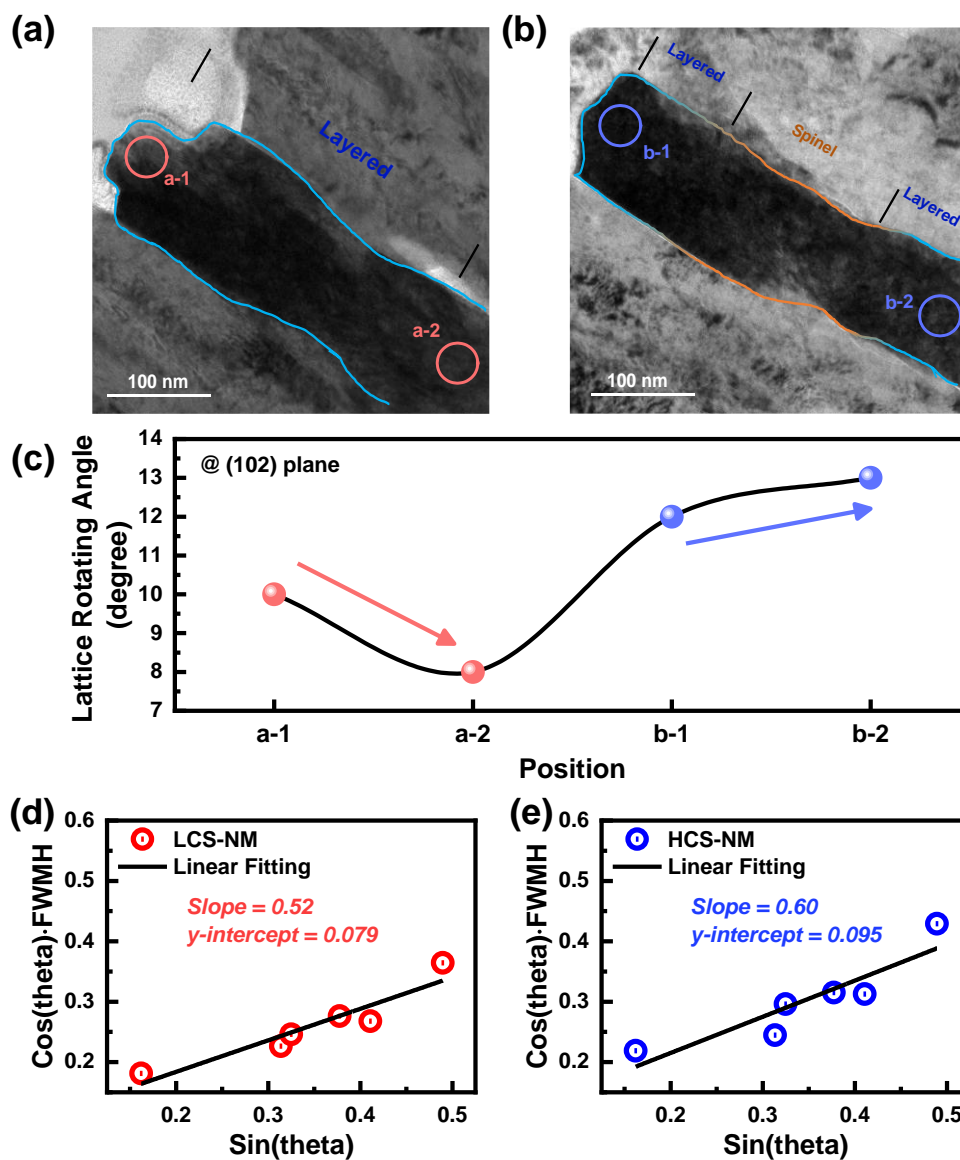 (a)
Layered
a-1
a-2
100 nm
(b)
Layered
Spinel
Layered
b-1
b-2
100 nm
(c)
@ (102) plane
Lattice Rotating Angle
(degree)
14
13
12
11
10
9
8
7
a-1 a-2 b-1 b-2
Position
(d)
Cos(theta)·FWMH
0.6
0.5
0.4
0.3
0.2
LCS-NM
Linear Fitting
Slope = 0.52
y-intercept = 0.079
0.2 0.3 0.4 0.5
Sin(theta)
(e)
Cos(theta)·FWMH
0.6
0.5
0.4
0.3
0.2
HCS-NM
Linear Fitting
Slope = 0.60
y-intercept = 0.095
0.2 0.3 0.4 0.5
Sin(theta)